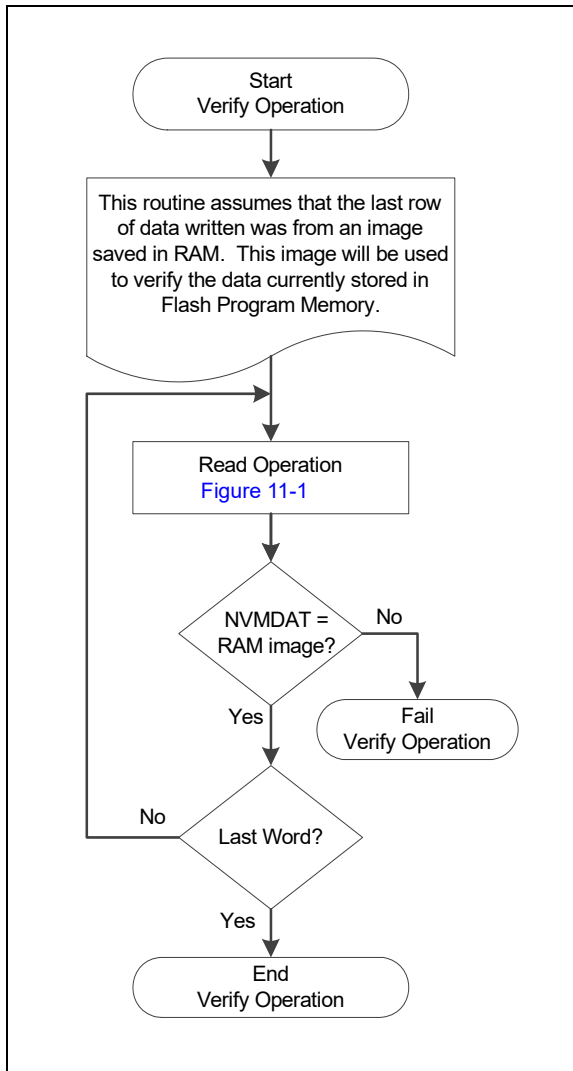 Start
Verify Operation
This routine assumes that the last row
of data written was from an image
saved in RAM.  This image will be used
to verify the data currently stored in
Flash Program Memory.
Read Operation
Figure 11-1
NVMDAT =
RAM image?
No
Yes
Fail
Verify Operation
No
Last Word?
Yes
End
Verify Operation